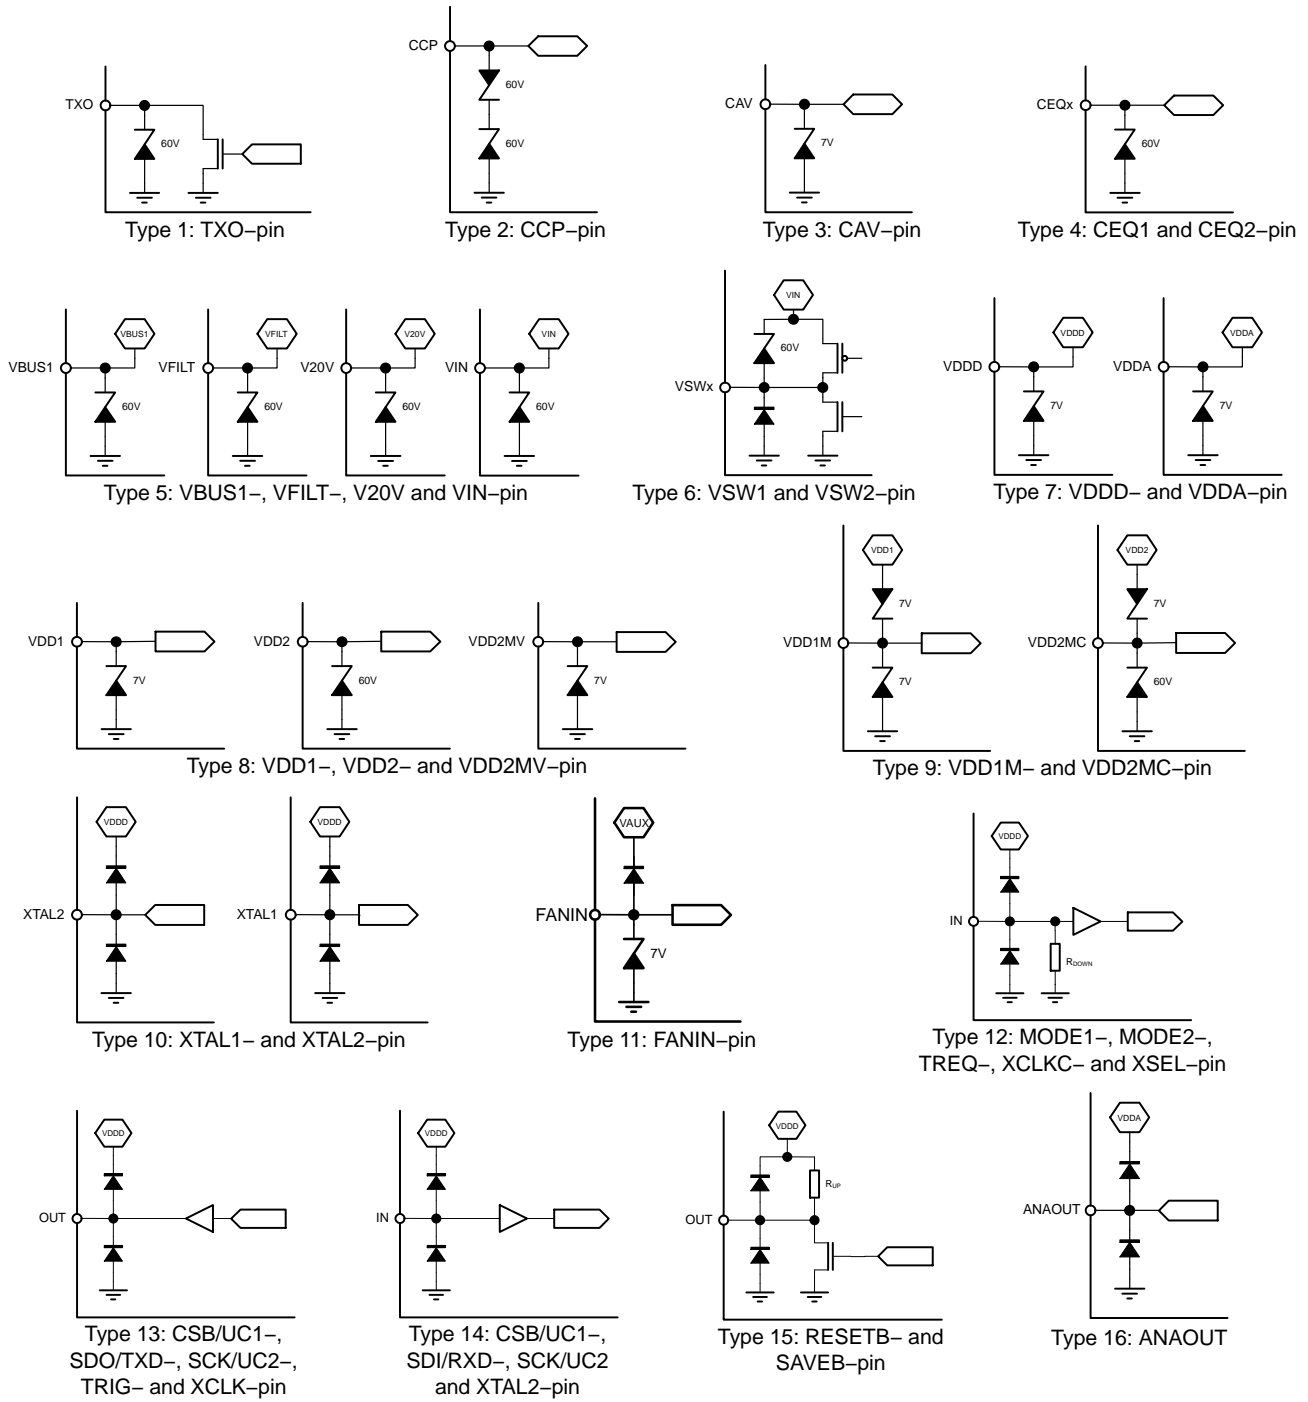 CCP
60V
60V
Type 2: CCP–pin
TXO
60V
Type 1: TXO–pin
CAV
7V
Type 3: CAV–pin
CEQx
60V
Type 4: CEQ1 and CEQ2–pin
VBUS1
VBUS1
60V
VFILT
VFILT
60V
V20V
V20V
60V
VIN
VIN
60V
Type 5: VBUS1–, VFILT–, V20V and VIN–pin
VIN
60V
VSWx
Type 6: VSW1 and VSW2–pin
VDDD
VDDD
7V
VDDA
VDDA
7V
Type 7: VDDD– and VDDA–pin
VDD1
7V
VDD2
60V
VDD2MV
7V
Type 8: VDD1–, VDD2– and VDD2MV–pin
VDD1
7V
VDD1M
7V
VDD2
7V
VDD2MC
60V
Type 9: VDD1M– and VDD2MC–pin
VDDD
XTAL2
VDDD
XTAL1
Type 10: XTAL1– and XTAL2–pin
VAUX
FANIN
7V
Type 11: FANIN–pin
VDDD
IN
RDOWN
Type 12: MODE1–, MODE2–,
TREQ–, XCLKC– and XSEL–pin
VDDD
OUT
Type 13: CSB/UC1–,
SDO/TXD–, SCK/UC2–,
TRIG– and XCLK–pin
VDDD
IN
Type 14: CSB/UC1–,
SDI/RXD–, SCK/UC2
and XTAL2–pin
VDDD
RUP
OUT
Type 15: RESETB– and
SAVEB–pin
VDDA
ANAOUT
Type 16: ANAOUT